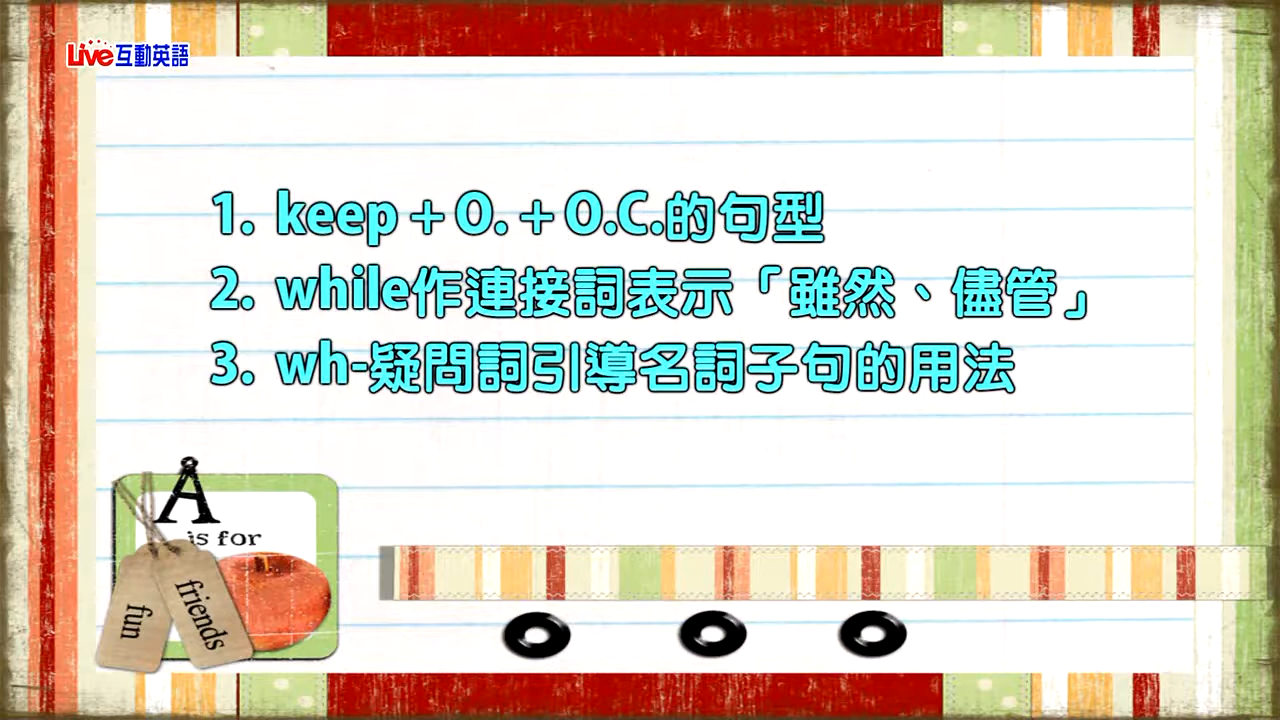 Live互動英語
1. keep + O. + O.C.的句型
2. while作連接詞表示「雖然、儘管」
3. wh-疑問詞引導名詞子句的用法
A
is for
friends
fun